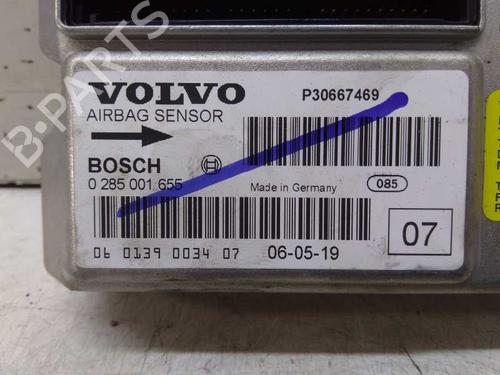 VOLVO
P30667469
AIRBAG SENSOR
BOSCH
0 285 001 655
Made in Germany
085
06 0139 0034 07
06-05-19
07
B-PARTS